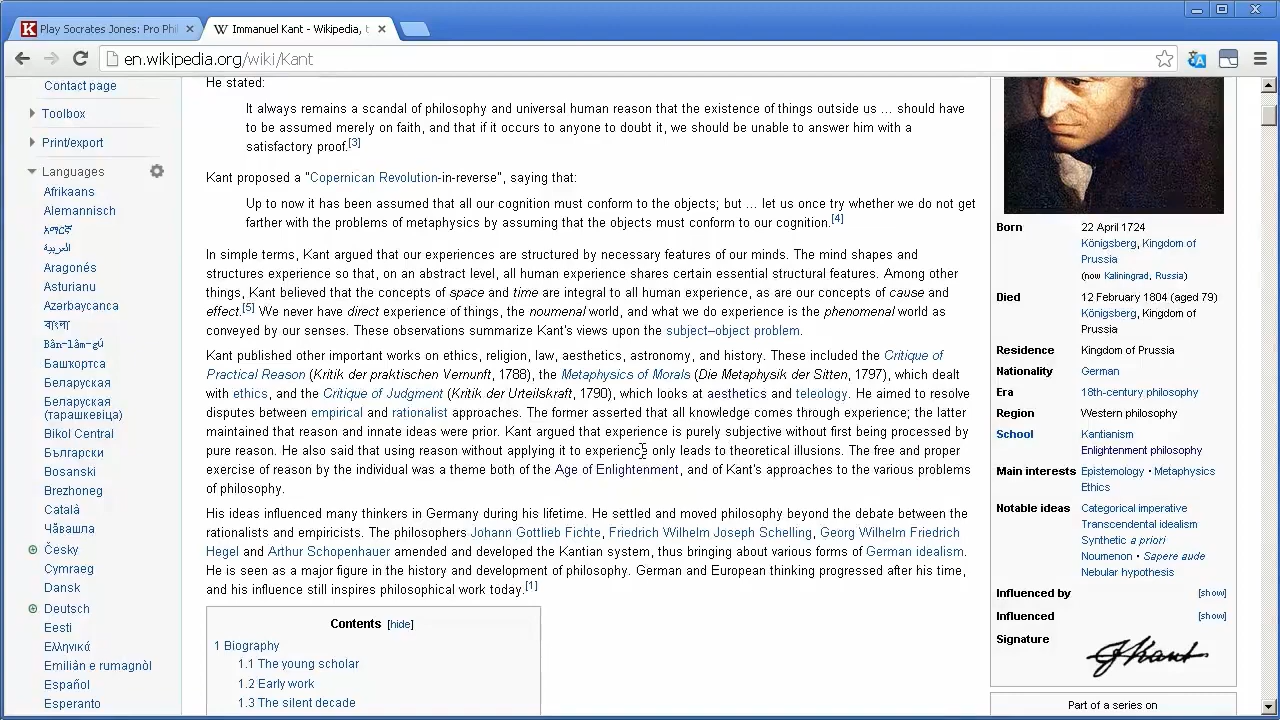 Play Socrates Jones: Pro Phil
Immanuel Kant - Wikipedia, t
en.wikipedia.org/wiki/Kant
Contact page
Toolbox
Print/export
Languages
Afrikaans
Alemannisch
አማርኛ
العربية
Aragonés
Asturianu
Azərbaycanca
বাংলা
Bân-lâm-gú
Башҡортса
Беларуская
Беларуская
(тарашкевіца)
Bikol Central
Български
Bosanski
Brezhoneg
Català
Чӑвашла
Česky
Cymraeg
Dansk
Deutsch
Eesti
Ελληνικά
Emiliàn e rumagnòl
Español
Esperanto
He stated:
It always remains a scandal of philosophy and universal human reason that the existence of things outside us ... should have
to be assumed merely on faith, and that if it occurs to anyone to doubt it, we should be unable to answer him with a
satisfactory proof.[3]
Kant proposed a "Copernican Revolution-in-reverse", saying that:
Up to now it has been assumed that all our cognition must conform to the objects; but ... let us once try whether we do not get
farther with the problems of metaphysics by assuming that the objects must conform to our cognition.[4]
In simple terms, Kant argued that our experiences are structured by necessary features of our minds. The mind shapes and
structures experience so that, on an abstract level, all human experience shares certain essential structural features. Among other
things, Kant believed that the concepts of space and time are integral to all human experience, as are our concepts of cause and
effect.[5] We never have direct experience of things, the noumenal world, and what we do experience is the phenomenal world as
conveyed by our senses. These observations summarize Kant's views upon the subject–object problem.
Kant published other important works on ethics, religion, law, aesthetics, astronomy, and history. These included the Critique of
Practical Reason (Kritik der praktischen Vernunft, 1788), the Metaphysics of Morals (Die Metaphysik der Sitten, 1797), which dealt
with ethics, and the Critique of Judgment (Kritik der Urteilskraft, 1790), which looks at aesthetics and teleology. He aimed to resolve
disputes between empirical and rationalist approaches. The former asserted that all knowledge comes through experience; the latter
maintained that reason and innate ideas were prior. Kant argued that experience is purely subjective without first being processed by
pure reason. He also said that using reason without applying it to experience only leads to theoretical illusions. The free and proper
exercise of reason by the individual was a theme both of the Age of Enlightenment, and of Kant's approaches to the various problems
of philosophy.
His ideas influenced many thinkers in Germany during his lifetime. He settled and moved philosophy beyond the debate between the
rationalists and empiricists. The philosophers Johann Gottlieb Fichte, Friedrich Wilhelm Joseph Schelling, Georg Wilhelm Friedrich
Hegel and Arthur Schopenhauer amended and developed the Kantian system, thus bringing about various forms of German idealism.
He is seen as a major figure in the history and development of philosophy. German and European thinking progressed after his time,
and his influence still inspires philosophical work today.[1]
Contents [hide]
1 Biography
1.1 The young scholar
1.2 Early work
1.3 The silent decade
Born 22 April 1724
Königsberg, Kingdom of
Prussia
(now Kaliningrad, Russia)
Died 12 February 1804 (aged 79)
Königsberg, Kingdom of
Prussia
Residence Kingdom of Prussia
Nationality German
Era 18th-century philosophy
Region Western philosophy
School Kantianism
Enlightenment philosophy
Main interests Epistemology · Metaphysics
Ethics
Notable ideas Categorical imperative
Transcendental idealism
Synthetic a priori
Noumenon • Sapere aude
Nebular hypothesis
Influenced by [show]
Influenced [show]
Signature
Kant
Part of a series on